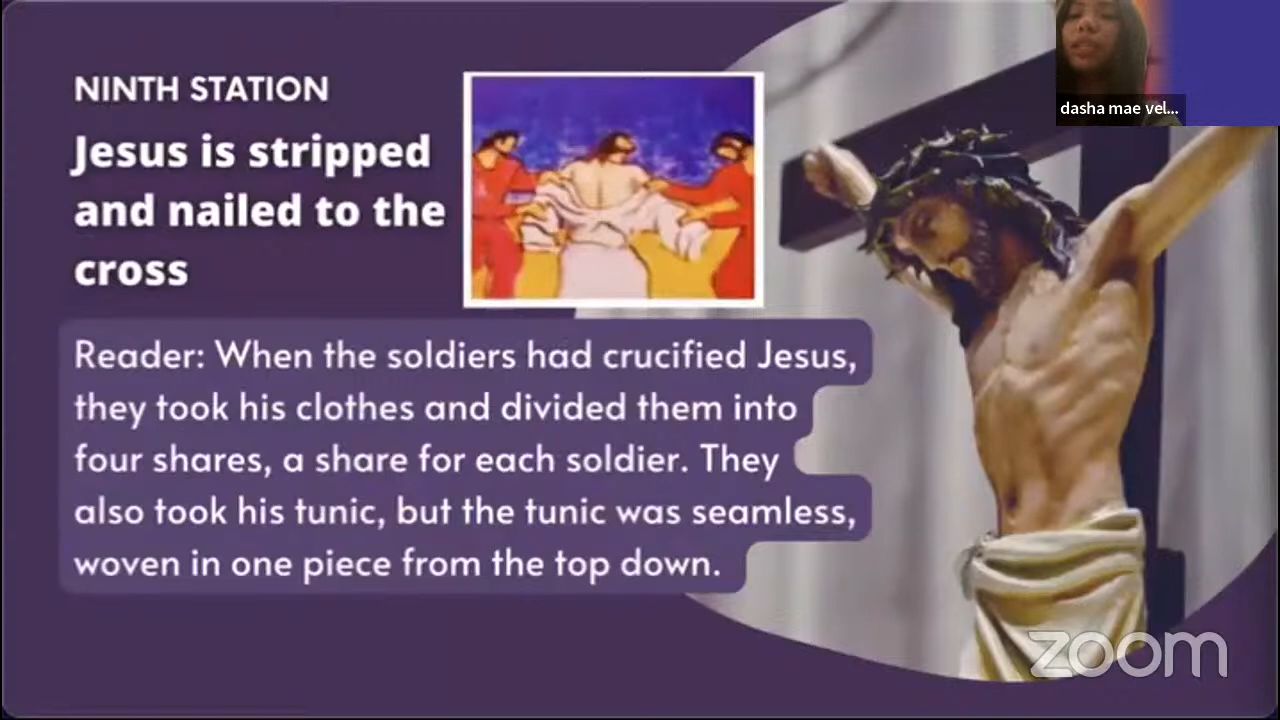 NINTH STATION
Jesus is stripped
and nailed to the
cross
Reader: When the soldiers had crucified Jesus,
they took his clothes and divided them into
four shares, a share for each soldier. They
also took his tunic, but the tunic was seamless,
woven in one piece from the top down.
dasha mae vel...
zoom